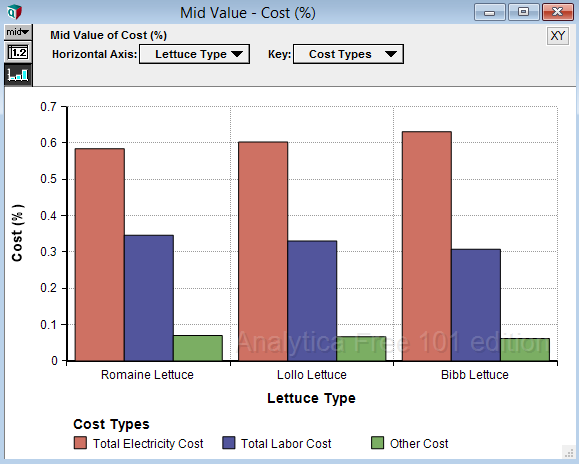 Mid Value - Cost (%)
mid
Mid Value of Cost (%)
XY
Horizontal Axis: Lettuce Type Key: Cost Types
1.2
0.7
0.6
0.5
0.4
0.3
0.2
0.1
0
Cost (%)
Analytica Free 101 edition
Romaine Lettuce Lollo Lettuce Bibb Lettuce
Lettuce Type
Cost Types
Total Electricity Cost Total Labor Cost Other Cost